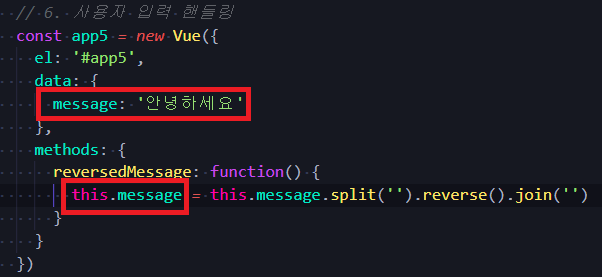 // 6. 사용자 입력 핸들링
const app5 = new Vue({
el: '#app5',
data: {
message: '안녕하세요'
},
methods: {
reversedMessage: function() {
this.message = this.message.split('').reverse().join('')
}
}
})